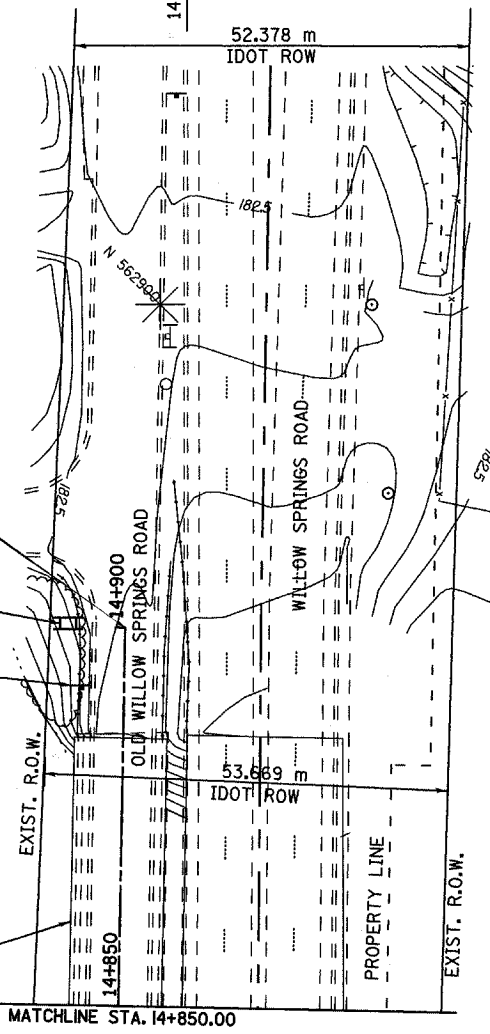 14
52.378 m
IDOT ROW
182.5
N 562900
WILLOW SPRINGS ROAD
182.5
182.5
14+900
OLD WILLOW SPRINGS ROAD
53.669 m
IDOT ROW
EXIST. R.O.W.
PROPERTY LINE
EXIST. R.O.W.
14+850
MATCHLINE STA. 14+850.00